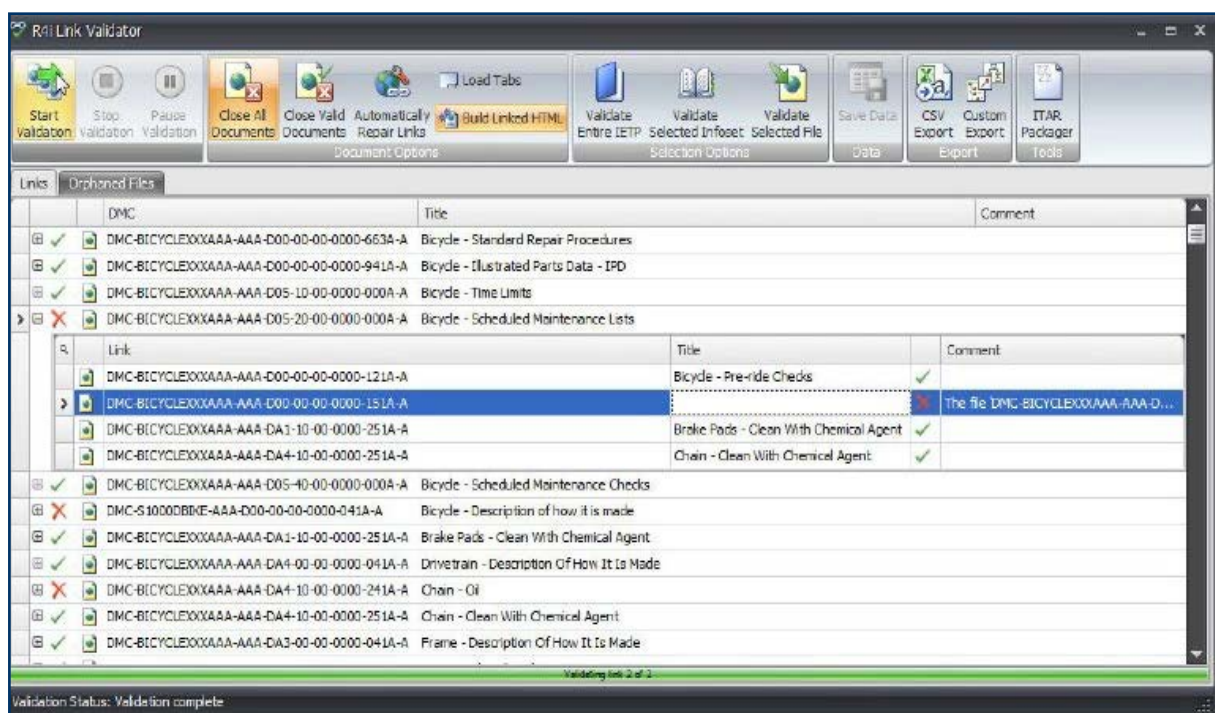 R4i Link Validator
Start Validation
Stop Validation
Pause Validation
Close All Documents
Close Valid Documents
Automatically Repair Links
Load Tabs
Build Linked HTML
Document Options
Validate Entire IETP
Validate Selected Infoset
Validate Selected File
Selection Options
Save Data
Data
CSV Export
Custom Export
Export
ITAR Packager
Tools
Links Orphaned Files
DMC Title Comment
DMC-BICYCLEXXXAAA-AAA-D00-00-00-0000-663A-A Bicycle - Standard Repair Procedures
DMC-BICYCLEXXXAAA-AAA-D00-00-00-0000-941A-A Bicycle - Illustrated Parts Data - IPD
DMC-BICYCLEXXXAAA-AAA-D05-10-00-0000-000A-A Bicycle - Time Limits
DMC-BICYCLEXXXAAA-AAA-D05-20-00-0000-000A-A Bicycle - Scheduled Maintenance Lists
Link Title Comment
DMC-BICYCLEXXXAAA-AAA-D00-00-00-0000-121A-A Bicycle - Pre-ride Checks
DMC-BICYCLEXXXAAA-AAA-D00-00-00-0000-151A-A The file 'DMC-BICYCLEXXXAAA-AAA-D...
DMC-BICYCLEXXXAAA-AAA-DA1-10-00-0000-251A-A Brake Pads - Clean With Chemical Agent
DMC-BICYCLEXXXAAA-AAA-DA4-10-00-0000-251A-A Chain - Clean With Chemical Agent
DMC-BICYCLEXXXAAA-AAA-D05-40-00-0000-000A-A Bicycle - Scheduled Maintenance Checks
DMC-S1000DBIKE-AAA-D00-00-00-0000-041A-A Bicycle - Description of how it is made
DMC-BICYCLEXXXAAA-AAA-DA1-10-00-0000-251A-A Brake Pads - Clean With Chemical Agent
DMC-BICYCLEXXXAAA-AAA-DA4-00-00-0000-041A-A Drivetrain - Description Of How It Is Made
DMC-BICYCLEXXXAAA-AAA-DA4-10-00-0000-241A-A Chain - Oil
DMC-BICYCLEXXXAAA-AAA-DA4-10-00-0000-251A-A Chain - Clean With Chemical Agent
DMC-BICYCLEXXXAAA-AAA-DA3-00-00-0000-041A-A Frame - Description Of How It Is Made
Validating link 2 of 2
Validation Status: Validation complete